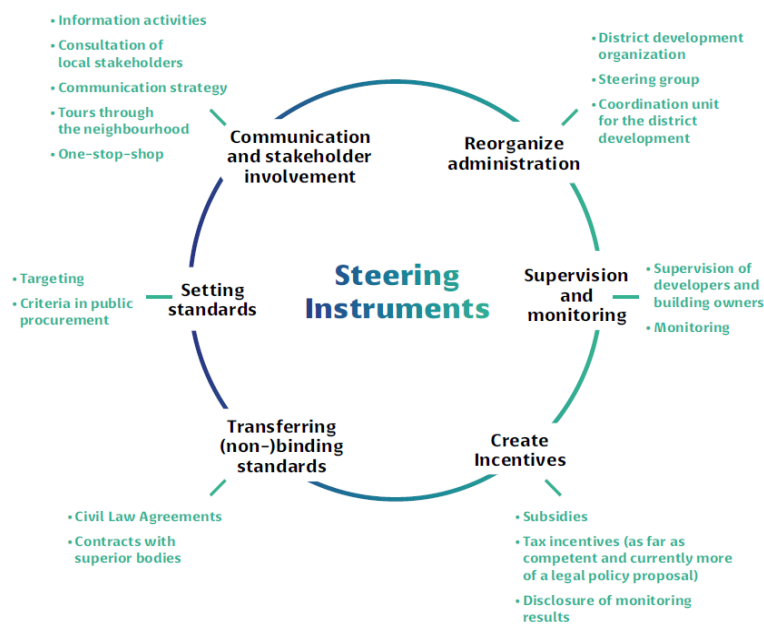 • Information activities
• Consultation of
local stakeholders
• Communication strategy
• Tours through
the neighbourhood
• One-stop-shop
Communication
and stakeholder
involvement
• District development
organization
• Steering group
• Coordination unit
for the district
development
Reorganize
administration
Steering
Instruments
• Targeting
• Criteria in public
procurement
Setting
standards
Supervision
and
monitoring
• Supervision of
developers and
building owners
• Monitoring
Transferring
(non-)binding
standards
• Civil Law Agreements
• Contracts with
superior bodies
Create
Incentives
• Subsidies
• Tax incentives (as far as
competent and currently more
of a legal policy proposal)
• Disclosure of monitoring
results